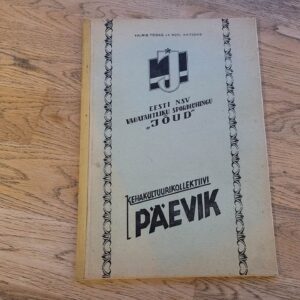 J
EESTI NSV
VABATAHTLIKU SPORDIÜHINGU
„JÕUD"
KEHAKULTUURIKOLLEKTIIVI
PÄEVIK